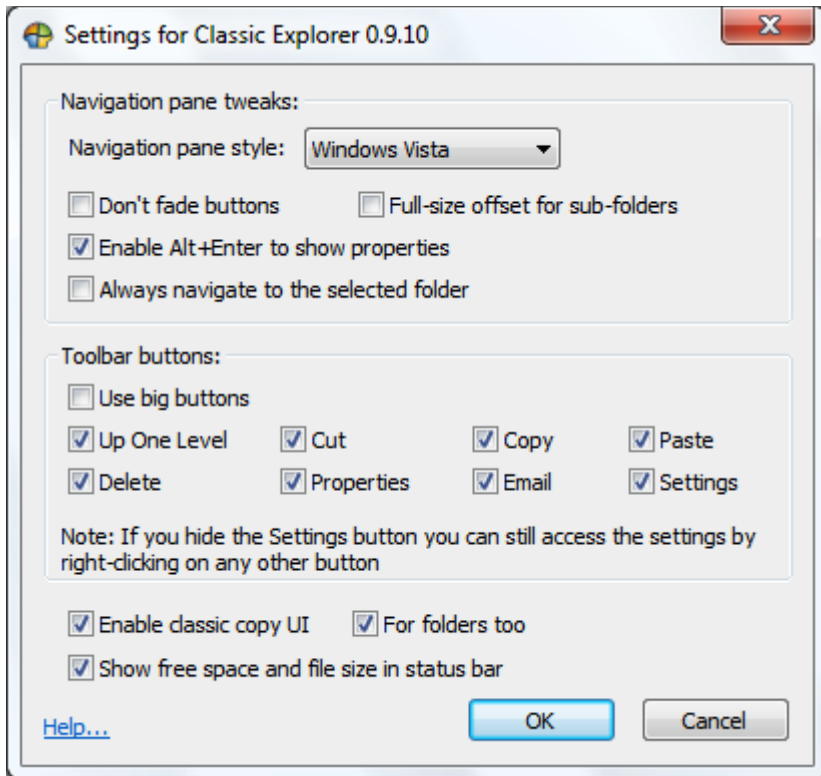 Settings for Classic Explorer 0.9.10
Navigation pane tweaks:
Navigation pane style: Windows Vista
Don't fade buttons Full-size offset for sub-folders
Enable Alt+Enter to show properties
Always navigate to the selected folder
Toolbar buttons:
Use big buttons
Up One Level Cut Copy Paste
Delete Properties Email Settings
Note: If you hide the Settings button you can still access the settings by
right-clicking on any other button
Enable classic copy UI For folders too
Show free space and file size in status bar
Help... OK Cancel